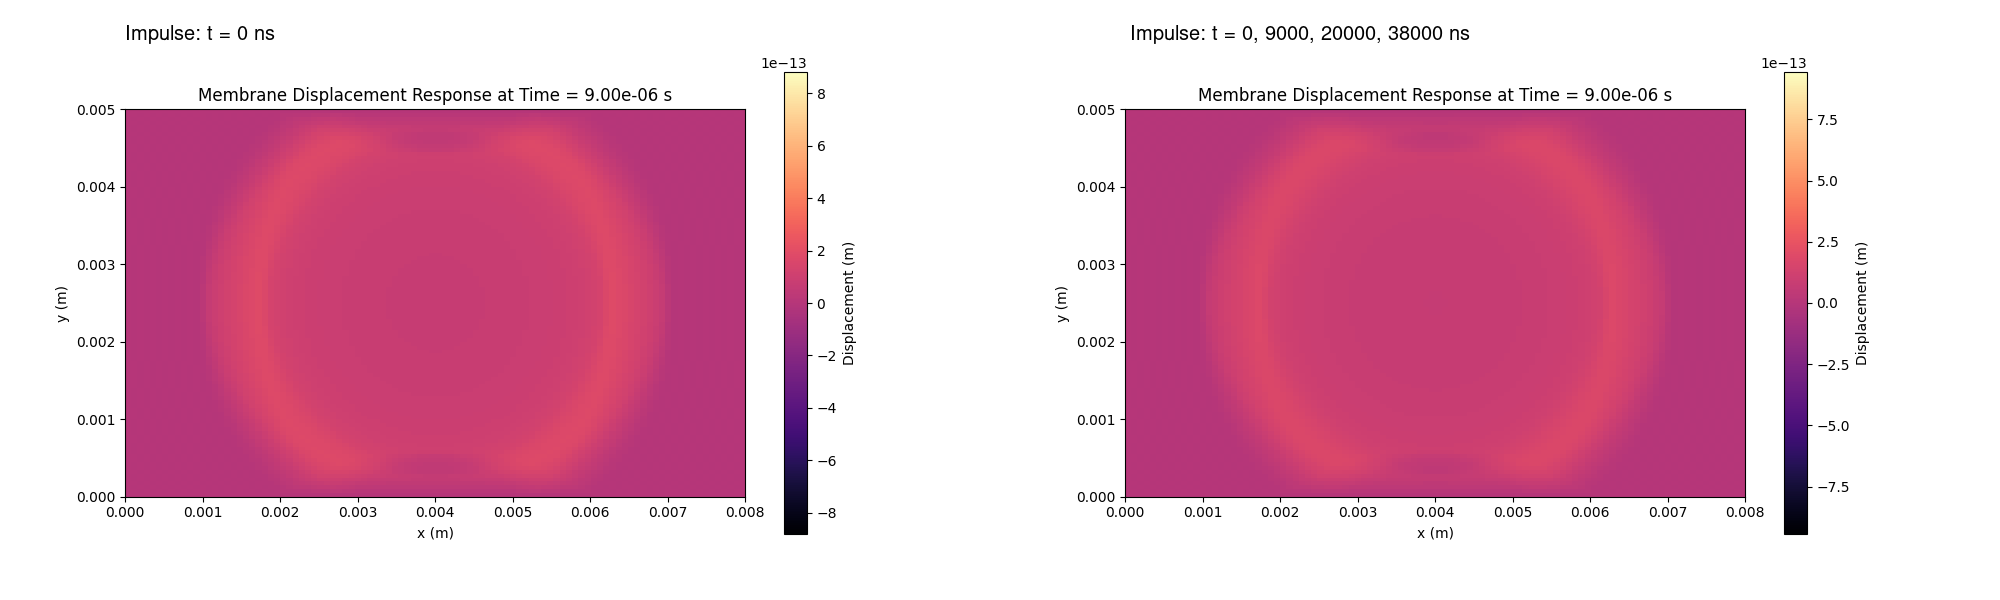 Impulse: t = 0 ns
1e−13
Membrane Displacement Response at Time = 9.00e-06 s
0.005
0.004
0.003
0.002
0.001
0.000
y (m)
0.000 0.001 0.002 0.003 0.004 0.005 0.006 0.007 0.008
x (m)
8
6
4
2
0
−2
−4
−6
−8
Displacement (m)
Impulse: t = 0, 9000, 20000, 38000 ns
1e−13
Membrane Displacement Response at Time = 9.00e-06 s
0.005
0.004
0.003
0.002
0.001
0.000
y (m)
0.000 0.001 0.002 0.003 0.004 0.005 0.006 0.007 0.008
x (m)
7.5
5.0
2.5
0.0
−2.5
−5.0
−7.5
Displacement (m)